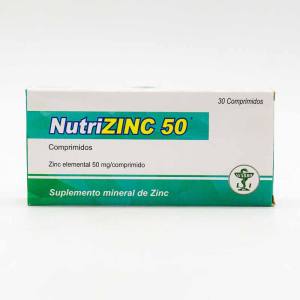 30 Comprimidos
NutriZINC 50
Comprimidos
Zinc elemental 50 mg/comprimido
Suplemento mineral de Zinc